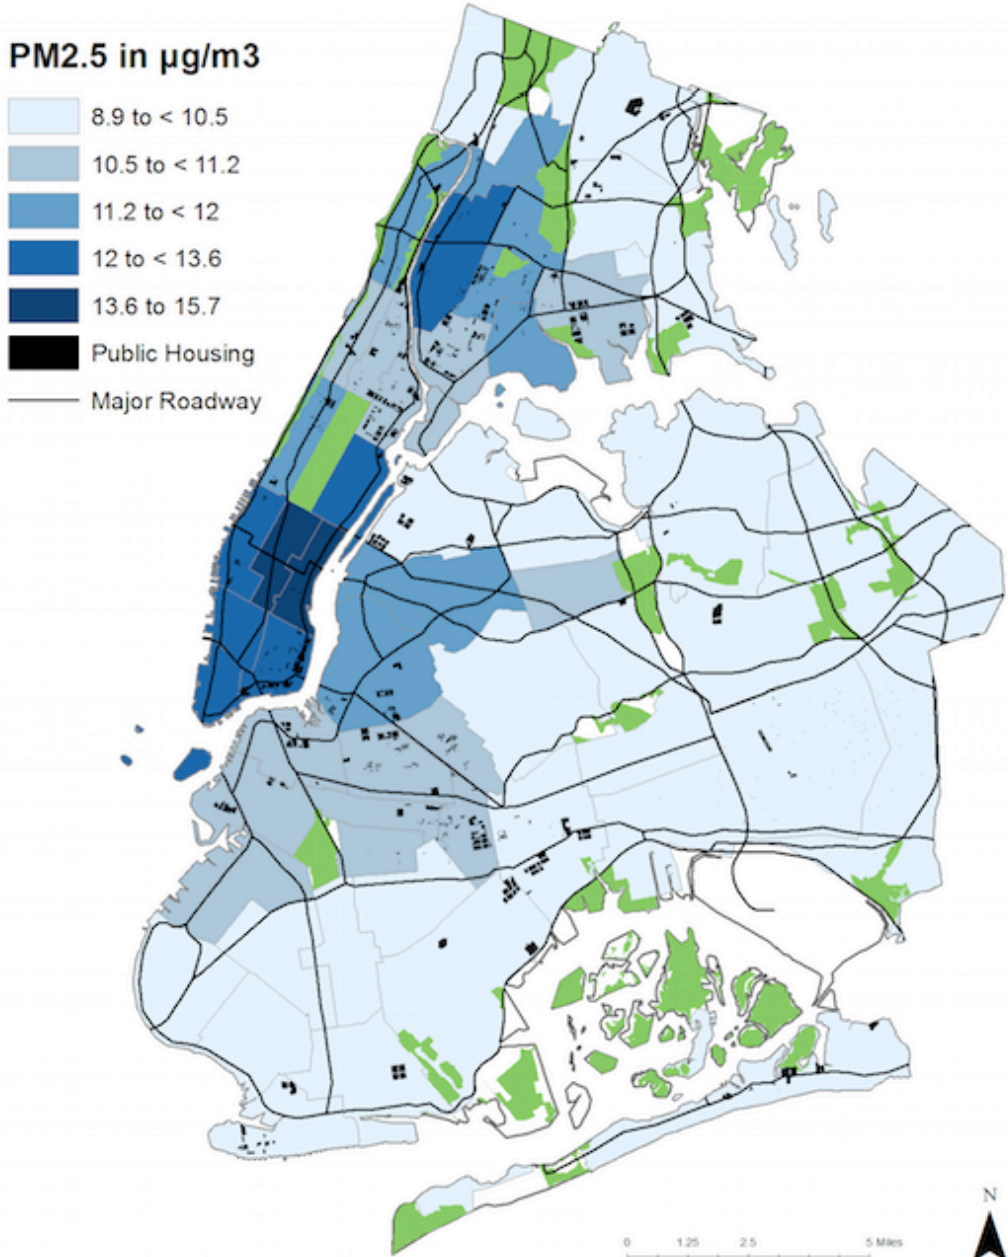 PM2.5 in µg/m3
8.9 to < 10.5
10.5 to < 11.2
11.2 to < 12
12 to < 13.6
13.6 to 15.7
Public Housing
Major Roadway
N
0 1.25 2.5 5 Miles